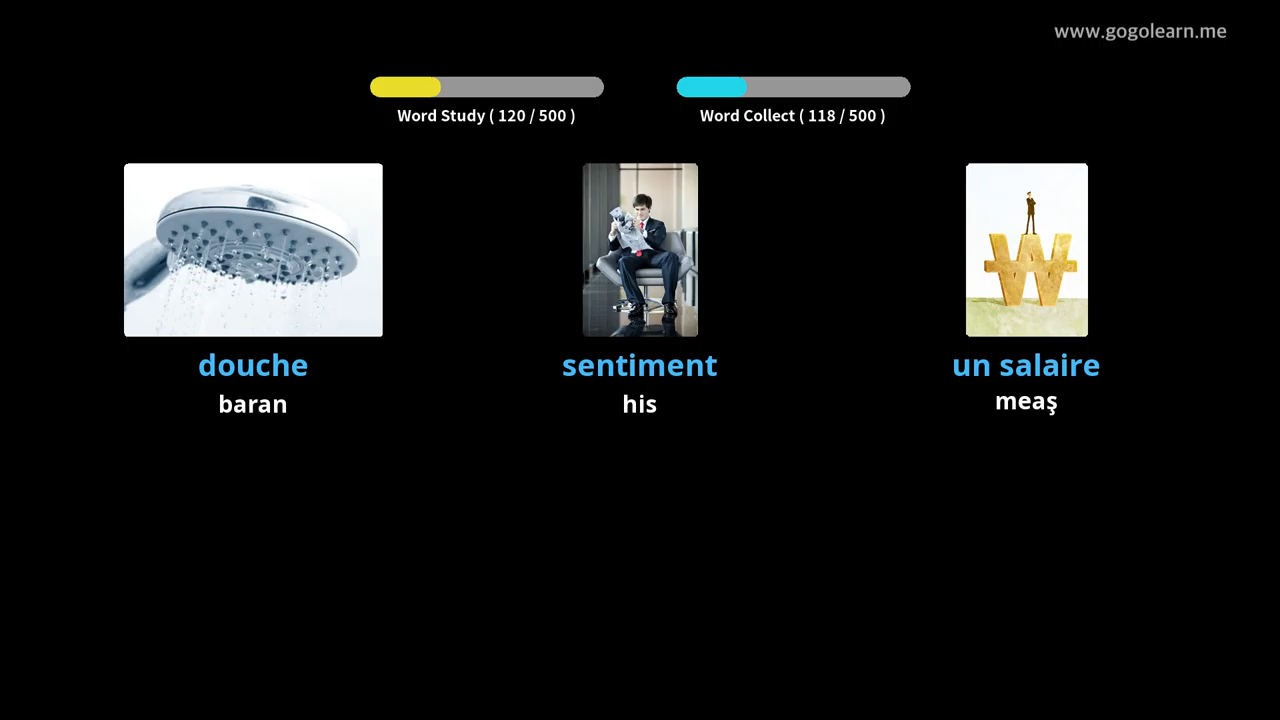 www.gogolearn.me
Word Study ( 120 / 500 )
Word Collect ( 118 / 500 )
douche
sentiment
un salaire
baran
his
meaş